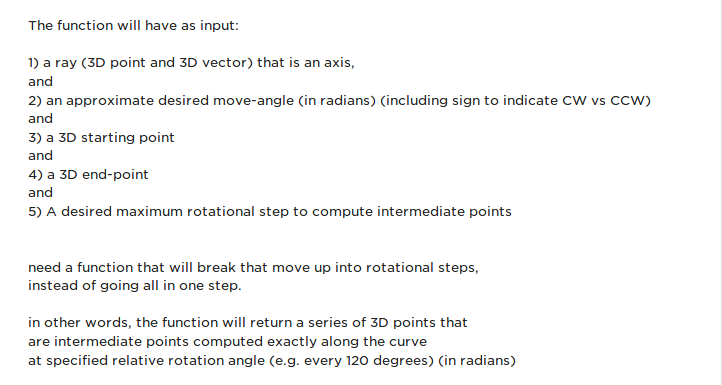 The function will have as input:
1) a ray (3D point and 3D vector) that is an axis,
and
2) an approximate desired move-angle (in radians) (including sign to indicate CW vs CCW)
and
3) a 3D starting point
and
4) a 3D end-point
and
5) A desired maximum rotational step to compute intermediate points
need a function that will break that move up into rotational steps,
instead of going all in one step.
in other words, the function will return a series of 3D points that
are intermediate points computed exactly along the curve
at specified relative rotation angle (e.g. every 120 degrees) (in radians)